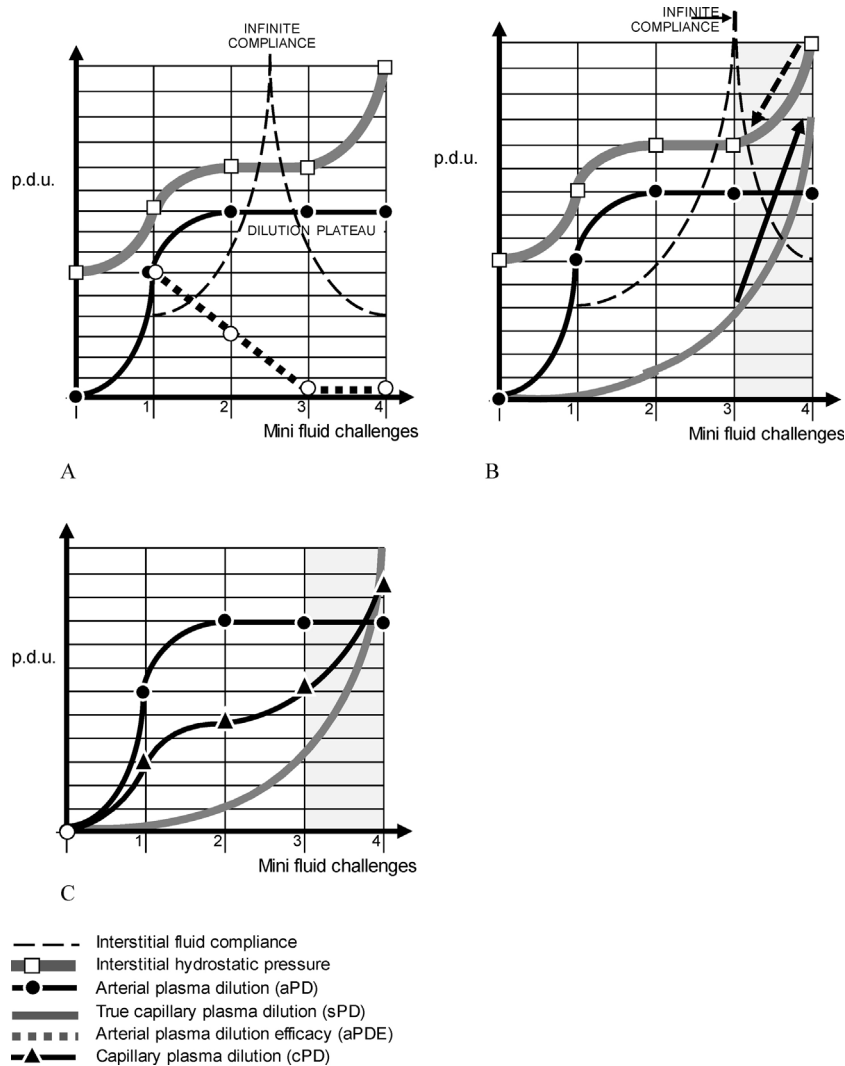 INFINITE
COMPLIANCE
p.d.u.
DILUTION PLATEAU
1
2
3
4
Mini fluid challenges
A
INFINITE
COMPLIANCE
p.d.u.
1
2
3
4
Mini fluid challenges
B
p.d.u.
1
2
3
4
Mini fluid challenges
C
Interstitial fluid compliance
Interstitial hydrostatic pressure
Arterial plasma dilution (aPD)
True capillary plasma dilution (sPD)
Arterial plasma dilution efficacy (aPDE)
Capillary plasma dilution (cPD)